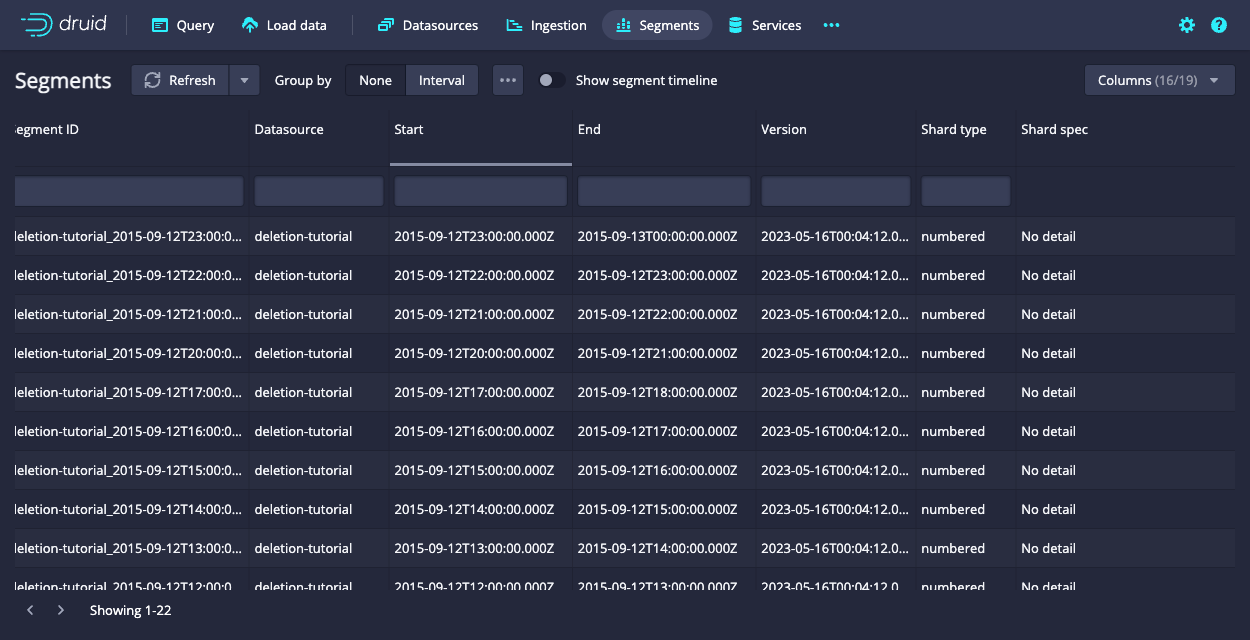 druid Query Load data Datasources Ingestion Segments Services
Segments Refresh Group by None Interval Show segment timeline Columns (16/19)
Segment ID Datasource Start End Version Shard type Shard spec
deletion-tutorial_2015-09-12T23:00:0... deletion-tutorial 2015-09-12T23:00:00.000Z 2015-09-13T00:00:00.000Z 2023-05-16T00:04:12.0... numbered No detail
deletion-tutorial_2015-09-12T22:00:0... deletion-tutorial 2015-09-12T22:00:00.000Z 2015-09-12T23:00:00.000Z 2023-05-16T00:04:12.0... numbered No detail
deletion-tutorial_2015-09-12T21:00:0... deletion-tutorial 2015-09-12T21:00:00.000Z 2015-09-12T22:00:00.000Z 2023-05-16T00:04:12.0... numbered No detail
deletion-tutorial_2015-09-12T20:00:0... deletion-tutorial 2015-09-12T20:00:00.000Z 2015-09-12T21:00:00.000Z 2023-05-16T00:04:12.0... numbered No detail
deletion-tutorial_2015-09-12T17:00:0... deletion-tutorial 2015-09-12T17:00:00.000Z 2015-09-12T18:00:00.000Z 2023-05-16T00:04:12.0... numbered No detail
deletion-tutorial_2015-09-12T16:00:0... deletion-tutorial 2015-09-12T16:00:00.000Z 2015-09-12T17:00:00.000Z 2023-05-16T00:04:12.0... numbered No detail
deletion-tutorial_2015-09-12T15:00:0... deletion-tutorial 2015-09-12T15:00:00.000Z 2015-09-12T16:00:00.000Z 2023-05-16T00:04:12.0... numbered No detail
deletion-tutorial_2015-09-12T14:00:0... deletion-tutorial 2015-09-12T14:00:00.000Z 2015-09-12T15:00:00.000Z 2023-05-16T00:04:12.0... numbered No detail
deletion-tutorial_2015-09-12T13:00:0... deletion-tutorial 2015-09-12T13:00:00.000Z 2015-09-12T14:00:00.000Z 2023-05-16T00:04:12.0... numbered No detail
deletion-tutorial_2015-09-12T12:00:0 deletion-tutorial 2015-09-12T12:00:00.000Z 2015-09-12T13:00:00.000Z 2023-05-16T00:04:12.0 numbered No detail
Showing 1-22